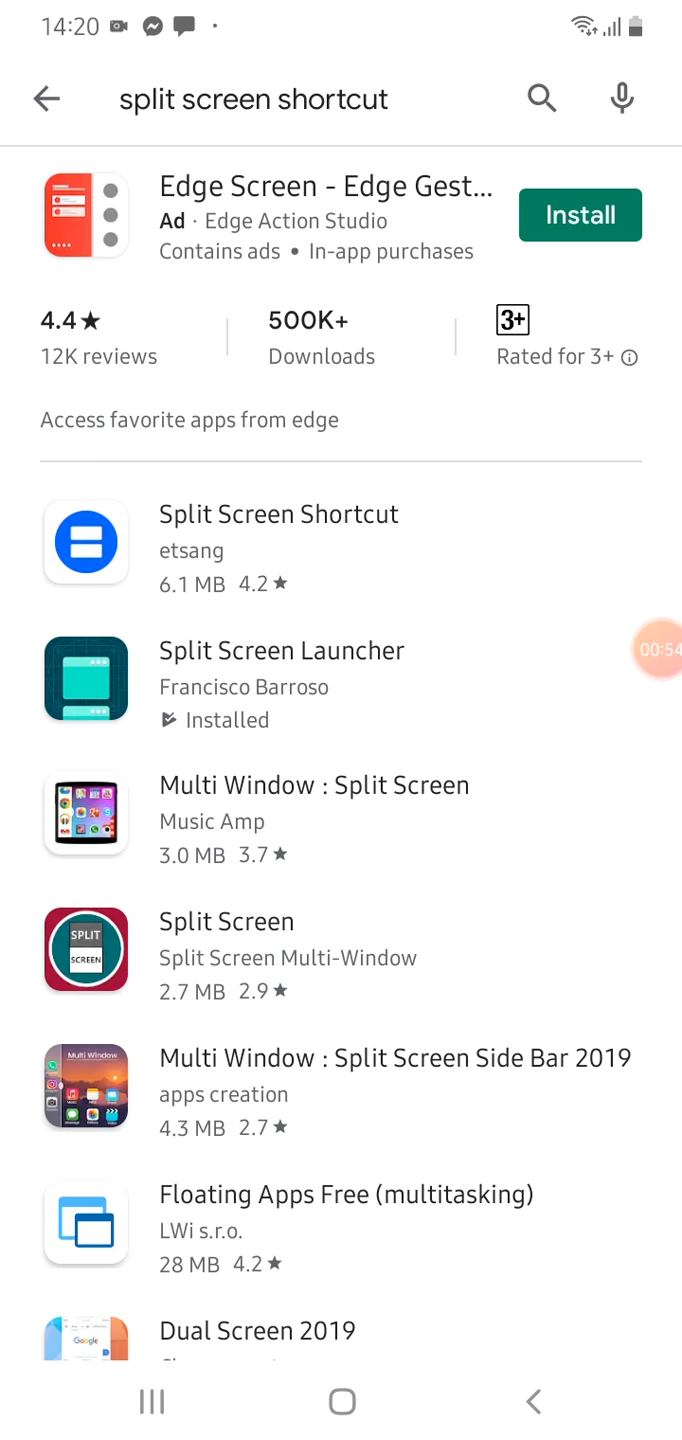 14:20
split screen shortcut
Edge Screen - Edge Gest...
Ad · Edge Action Studio
Install
Contains ads • In-app purchases
4.4★
500K+
3+
12K reviews
Downloads
Rated for 3+
Access favorite apps from edge
Split Screen Shortcut
etsang
6.1 MB 4.2★
00:54
Split Screen Launcher
Francisco Barroso
Installed
Multi Window : Split Screen
Music Amp
3.0 MB 3.7★
SPLIT
SCREEN
Split Screen
Split Screen Multi-Window
2.7 MB 2.9★
Multi Window
Multi Window : Split Screen Side Bar 2019
apps creation
4.3 MB 2.7★
Floating Apps Free (multitasking)
LWi s.r.o.
28 MB 4.2★
Google
Dual Screen 2019